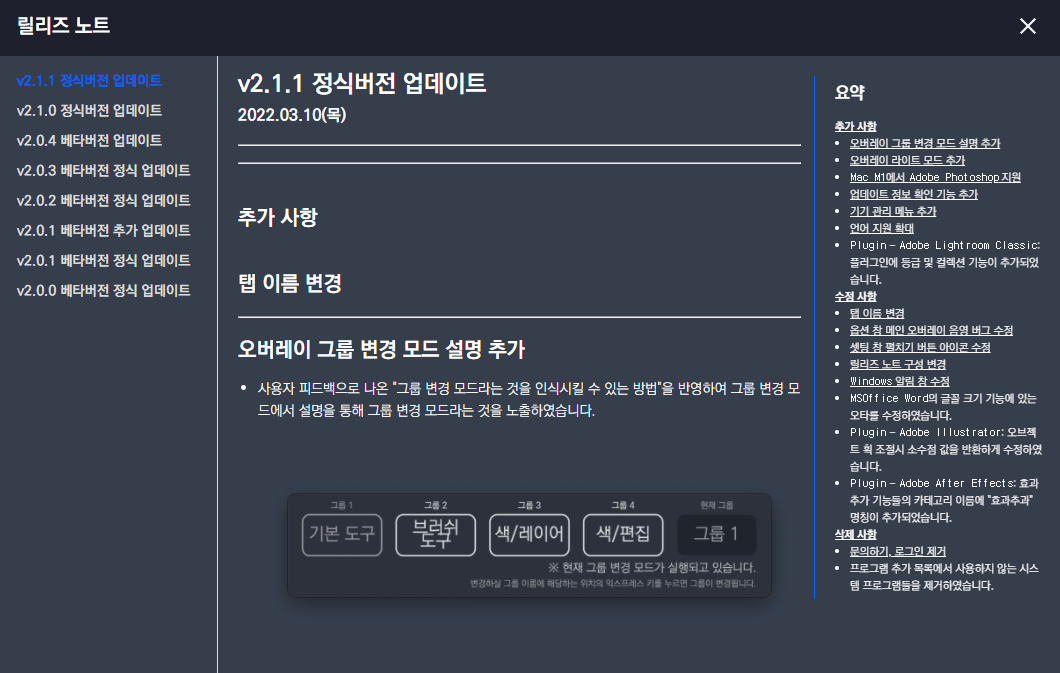 릴리즈 노트
v2.1.1 정식버전 업데이트
v2.1.0 정식버전 업데이트
v2.0.4 베타버전 업데이트
v2.0.3 베타버전 정식 업데이트
v2.0.2 베타버전 정식 업데이트
v2.0.1 베타버전 추가 업데이트
v2.0.1 베타버전 정식 업데이트
v2.0.0 베타버전 정식 업데이트
v2.1.1 정식버전 업데이트
2022.03.10(목)
추가 사항
탭 이름 변경
오버레이 그룹 변경 모드 설명 추가
• 사용자 피드백으로 나온 "그룹 변경 모드라는 것을 인식시킬 수 있는 방법"을 반영하여 그룹 변경 모
드에서 설명을 통해 그룹 변경 모드라는 것을 노출하였습니다.
그룹 1 그룹 2 그룹 3 그룹 4 현재 그룹
기본 도구 브러쉬 도구 색/레이어 색/편집 그룹 1
※ 현재 그룹 변경 모드가 실행되고 있습니다.
변경하실 그룹 이름에 해당하는 위치의 익스프레스 키를 누르면 그룹이 변경됩니다.
요약
추가 사항
• 오버레이 그룹 변경 모드 설명 추가
• 오버레이 라이트 모드 추가
• Mac M1에서 Adobe Photoshop지원
• 업데이트 정보 확인 기능 추가
• 기기 관리 메뉴 추가
• 언어 지원 확대
• Plugin - Adobe Lightroom Classic:
플러그인에 등급 및 컬렉션 기능이 추가되었
습니다.
수정 사항
• 탭 이름 변경
• 옵션 창 메인 오버레이 음영 버그 수정
• 셋팅 창 펼치기 버튼 아이콘 수정
• 릴리즈 노트 구성 변경
• Windows 알림 창 수정
• MSOffice Word의 글꼴 크기 기능에 있는
오타를 수정하였습니다.
• Plugin - Adobe Illustrator: 오브젝
트 획 조절시 소수점 값을 반환하게 수정하였
습니다.
• Plugin - Adobe After Effects: 효과
추가 기능들의 카테고리 이름에 "효과추과"
명칭이 추가되었습니다.
삭제 사항
• 문의하기, 로그인 제거
• 프로그램 추가 목록에서 사용하지 않는 시스
템 프로그램들을 제거하였습니다.